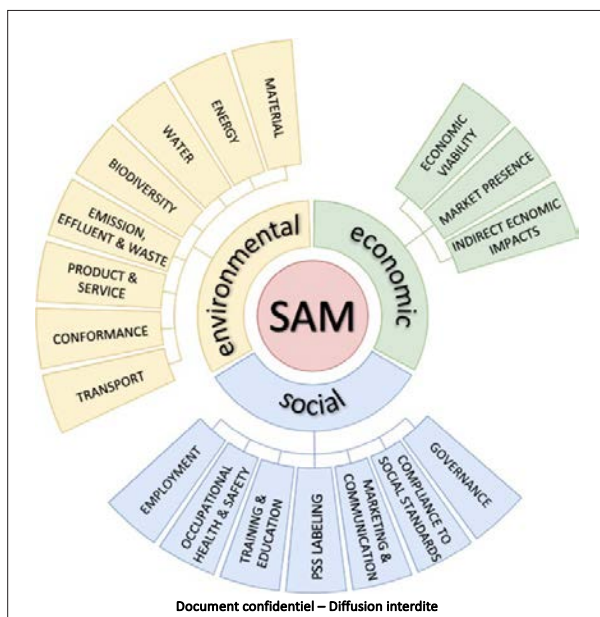 MATERIAL
ENERGY
WATER
BIODIVERSITY
EMISSION,
EFFLUENT & WASTE
PRODUCT &
SERVICE
CONFORMANCE
TRANSPORT
ECONOMIC
VIABILITY
MARKET PRESENCE
INDIRECT ECNOMIC
IMPACTS
environmental
economic
SAM
social
EMPLOYMENT
OCCUPATIONAL
HEALTH & SAFETY
TRAINING &
EDUCATION
PSS LABELING
MARKETING &
COMMUNICATION
COMPLIANCE TO
SOCIAL STANDARDS
GOVERNANCE
Document confidentiel – Diffusion interdite